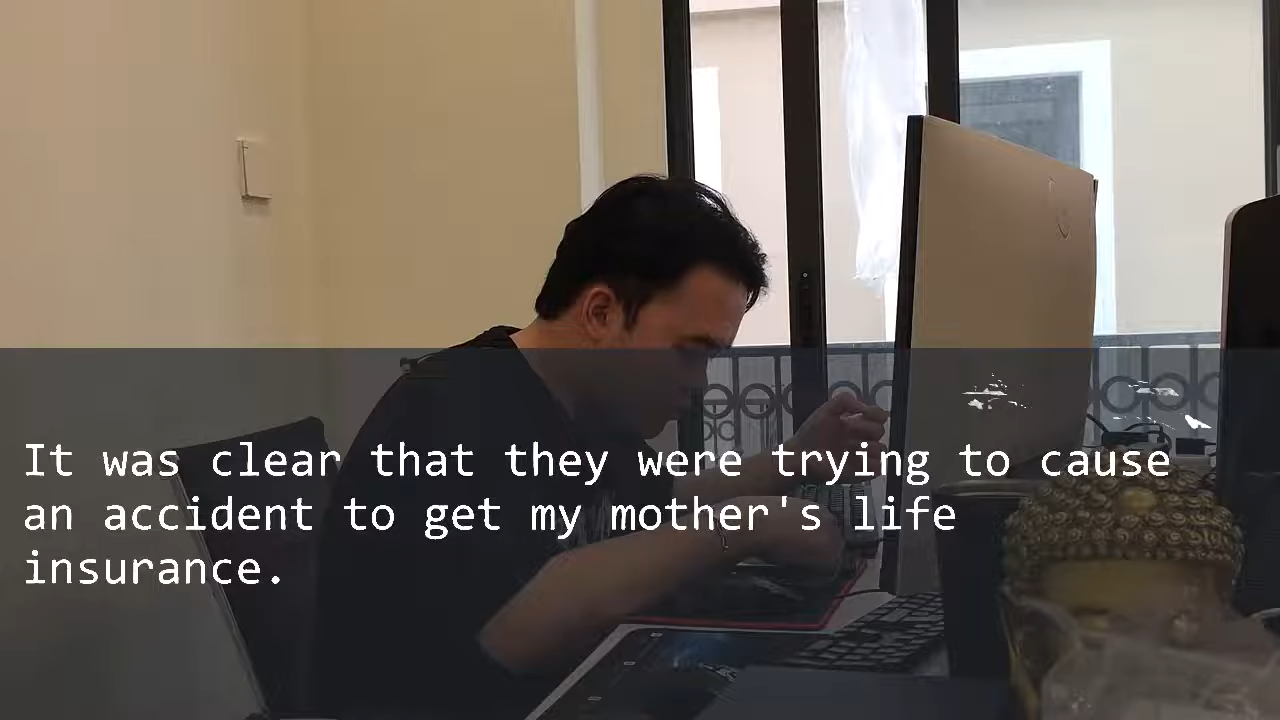 It was clear that they were trying to cause
an accident to get my mother's life
insurance.